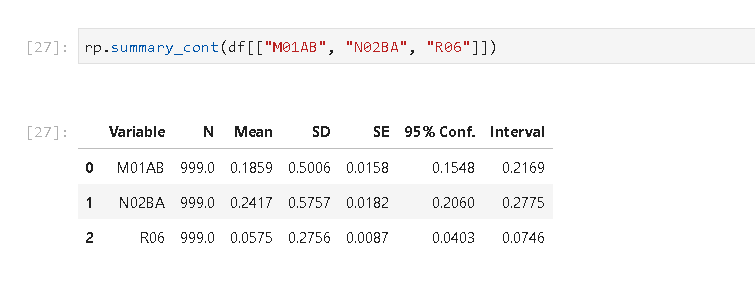 [27]: rp.summary_cont(df[["M01AB", "N02BA", "R06"]])
[27]: Variable N Mean SD SE 95% Conf. Interval
0 M01AB 999.0 0.1859 0.5006 0.0158 0.1548 0.2169
1 N02BA 999.0 0.2417 0.5757 0.0182 0.2060 0.2775
2 R06 999.0 0.0575 0.2756 0.0087 0.0403 0.0746